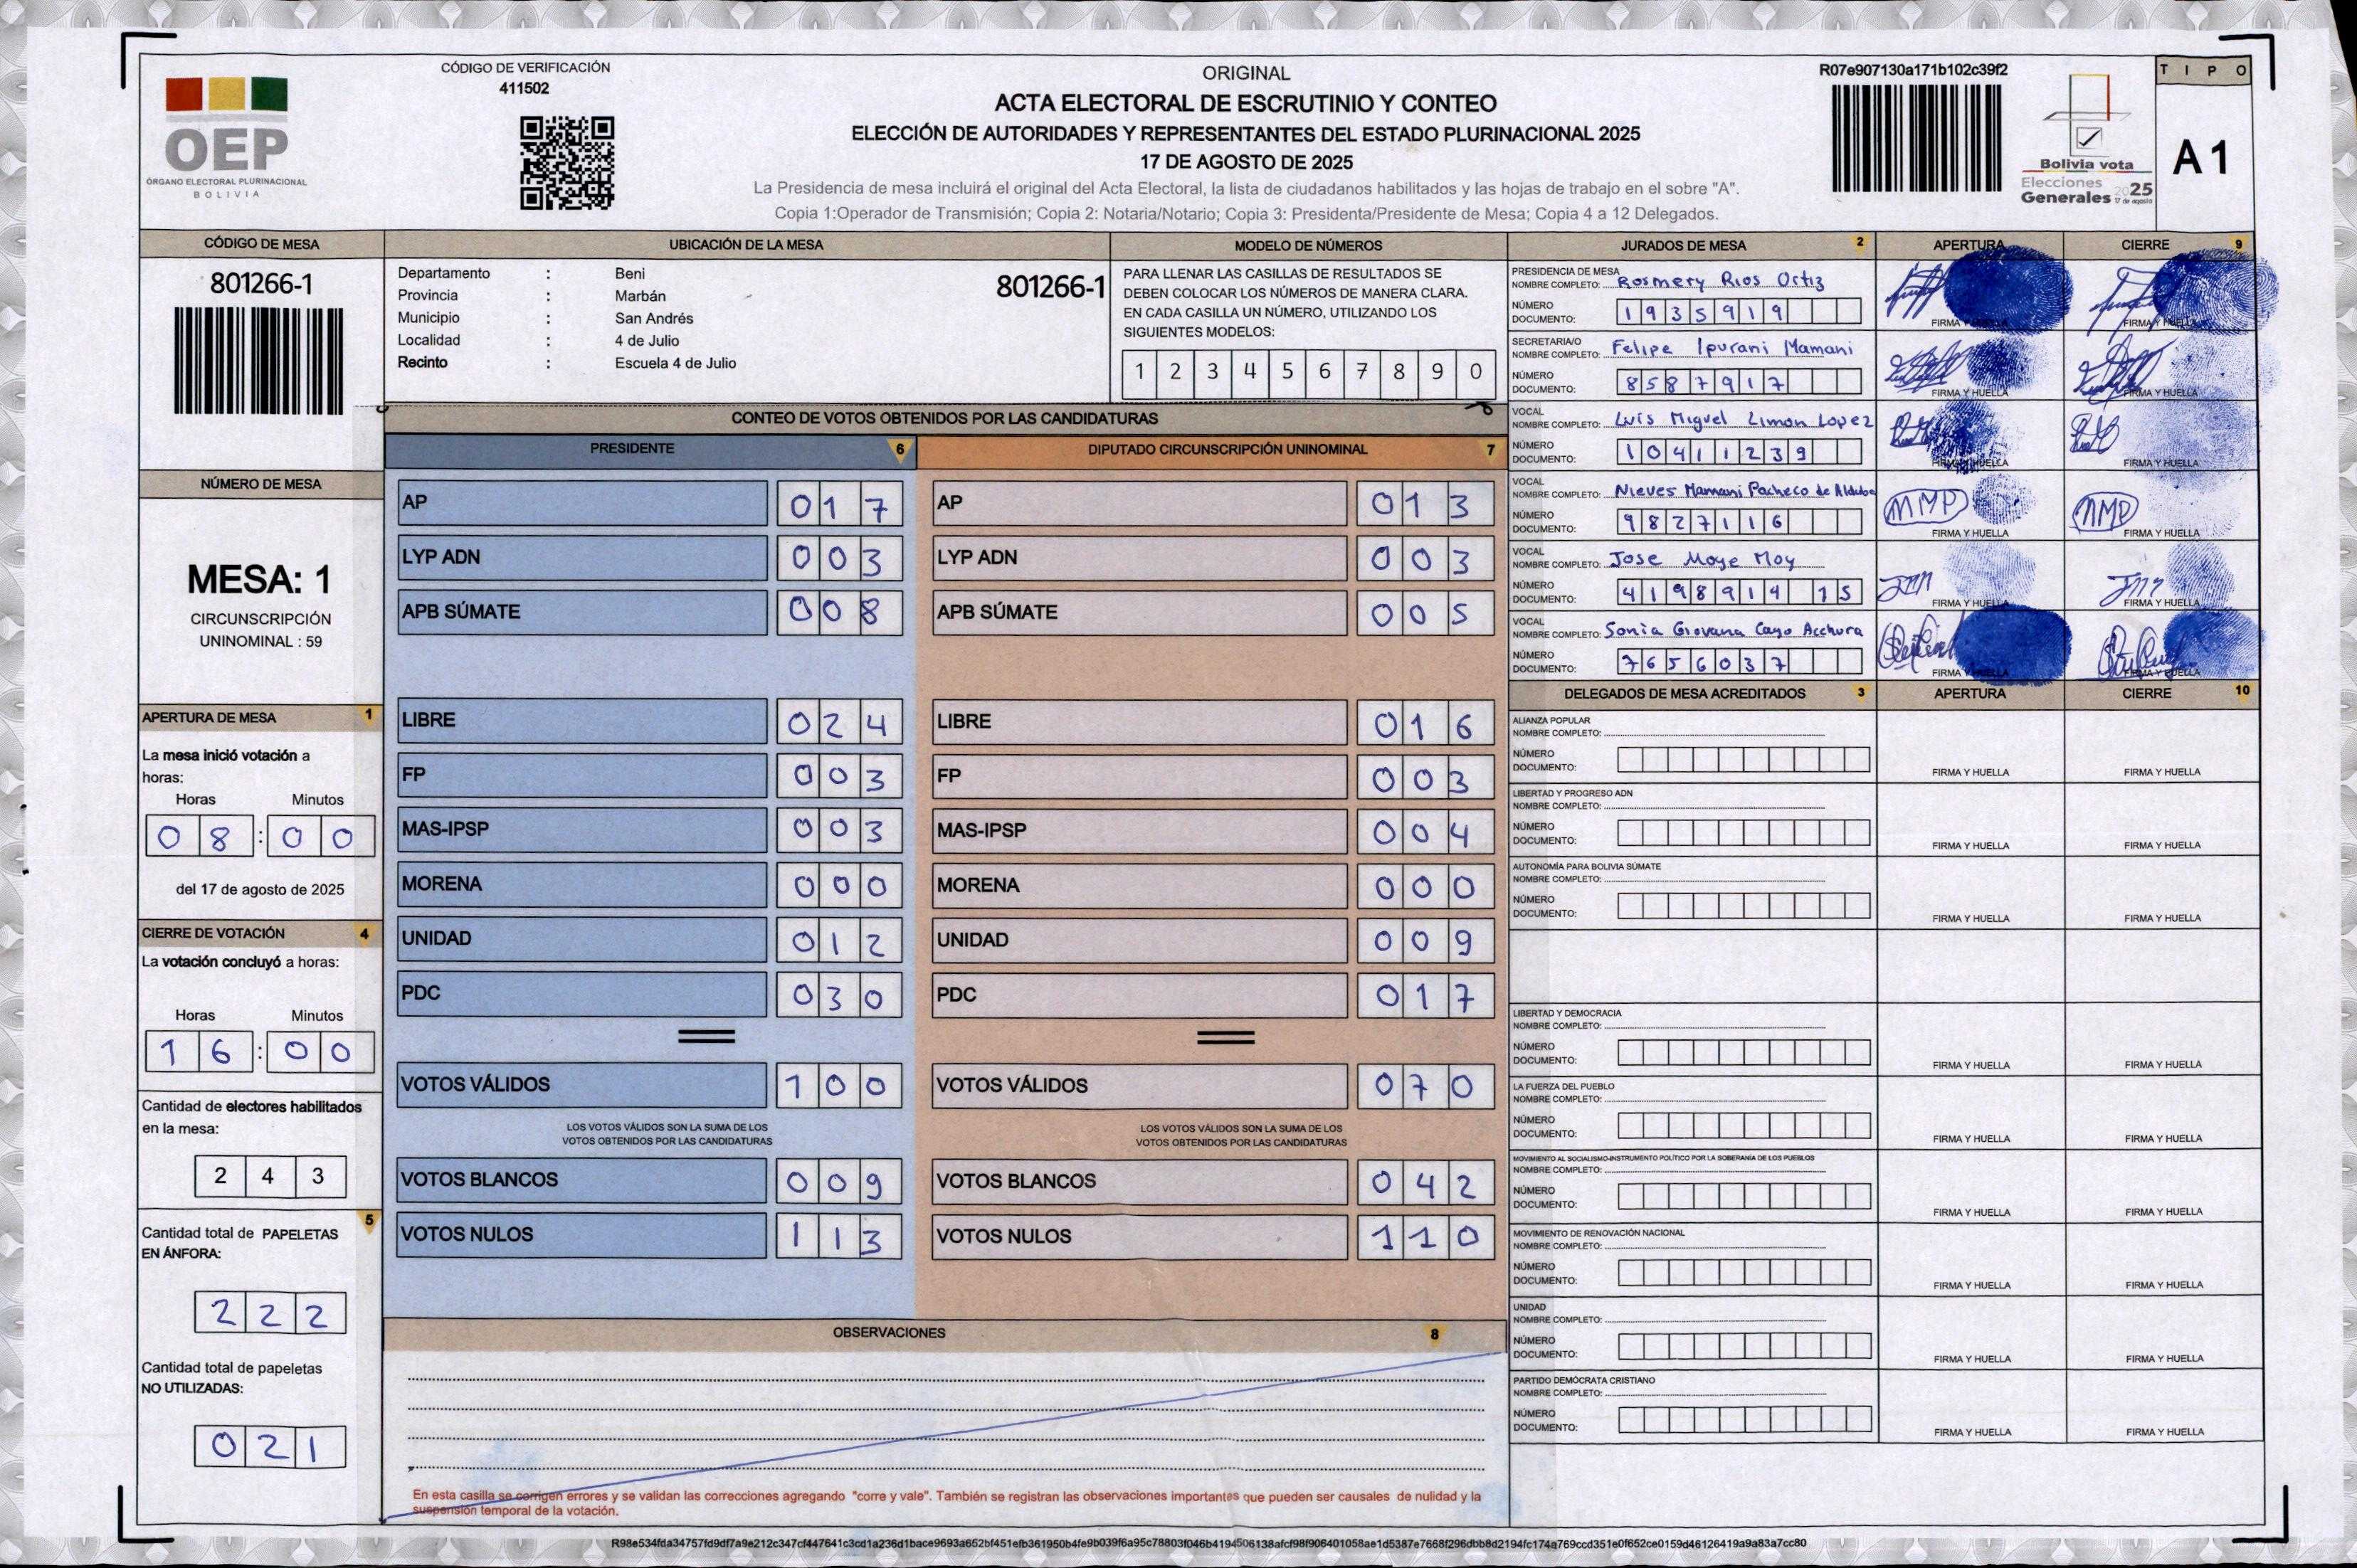 CÓDIGO DE VERIFICACIÓN
411502
OEP
ÓRGANO ELECTORAL PLURINACIONAL
BOLIVIA
ORIGINAL
ACTA ELECTORAL DE ESCRUTINIO Y CONTEO
ELECCIÓN DE AUTORIDADES Y REPRESENTANTES DEL ESTADO PLURINACIONAL 2025
17 DE AGOSTO DE 2025
La Presidencia de mesa incluirá el original del Acta Electoral, la lista de ciudadanos habilitados y las hojas de trabajo en el sobre "A".
Copia 1:Operador de Transmisión; Copia 2: Notaria/Notario; Copia 3: Presidenta/Presidente de Mesa; Copia 4 a 12 Delegados.
R07e907130a171b102c39f2
Bolivia vota
Elecciones
Generales 2025
17 de agosto
TIPO
A1
CÓDIGO DE MESA
801266-1
NÚMERO DE MESA
MESA: 1
CIRCUNSCRIPCIÓN
UNINOMINAL : 59
APERTURA DE MESA 1
La mesa inició votación a
horas:
Horas Minutos
08:00
del 17 de agosto de 2025
CIERRE DE VOTACIÓN 4
La votación concluyó a horas:
Horas Minutos
16:00
Cantidad de electores habilitados
en la mesa:
243
5
Cantidad total de PAPELETAS
EN ÁNFORA:
222
Cantidad total de papeletas
NO UTILIZADAS:
021
UBICACIÓN DE LA MESA
Departamento : Beni
801266-1
Provincia : Marbán
Municipio : San Andrés
Localidad : 4 de Julio
Recinto : Escuela 4 de Julio
MODELO DE NÚMEROS
PARA LLENAR LAS CASILLAS DE RESULTADOS SE
DEBEN COLOCAR LOS NÚMEROS DE MANERA CLARA.
EN CADA CASILLA UN NÚMERO, UTILIZANDO LOS
SIGUIENTES MODELOS:
1 2 3 4 5 6 7 8 9 0
CONTEO DE VOTOS OBTENIDOS POR LAS CANDIDATURAS
PRESIDENTE 6
AP 017
LYP ADN 003
APB SÚMATE 008
LIBRE 024
FP 003
MAS-IPSP 003
MORENA 000
UNIDAD 012
PDC 030
VOTOS VÁLIDOS 100
LOS VOTOS VÁLIDOS SON LA SUMA DE LOS
VOTOS OBTENIDOS POR LAS CANDIDATURAS
VOTOS BLANCOS 009
VOTOS NULOS 113
DIPUTADO CIRCUNSCRIPCIÓN UNINOMINAL 7
AP 013
LYP ADN 003
APB SÚMATE 005
LIBRE 016
FP 003
MAS-IPSP 004
MORENA 000
UNIDAD 009
PDC 017
VOTOS VÁLIDOS 070
LOS VOTOS VÁLIDOS SON LA SUMA DE LOS
VOTOS OBTENIDOS POR LAS CANDIDATURAS
VOTOS BLANCOS 042
VOTOS NULOS 110
OBSERVACIONES 8
En esta casilla se corrigen errores y se validan las correcciones agregando "corre y vale". También se registran las observaciones importantes que pueden ser causales de nulidad y la
suspensión temporal de la votación.
JURADOS DE MESA 2 APERTURA CIERRE 9
PRESIDENCIA DE MESA
NOMBRE COMPLETO: Rosmery Rios Ortiz
NÚMERO
DOCUMENTO: 1935919
FIRMA Y HUELLA FIRMA Y HUELLA
SECRETARIA/O
NOMBRE COMPLETO: Felipe Ipurani Mamani
NÚMERO
DOCUMENTO: 8587917
FIRMA Y HUELLA FIRMA Y HUELLA
VOCAL
NOMBRE COMPLETO: Luis Miguel Limon Lopez
NÚMERO
DOCUMENTO: 10411239
FIRMA Y HUELLA FIRMA Y HUELLA
VOCAL
NOMBRE COMPLETO: Nieves Mamani Pacheco de
NÚMERO
DOCUMENTO: 9827116
MMP MMP
FIRMA Y HUELLA FIRMA Y HUELLA
VOCAL
NOMBRE COMPLETO: Jose Moye Moy
NÚMERO
DOCUMENTO: 4198914 15
FIRMA Y HUELLA FIRMA Y HUELLA
VOCAL
NOMBRE COMPLETO: Sonia Giovana Cayo Acchura
NÚMERO
DOCUMENTO: 7656037
FIRMA Y HUELLA FIRMA Y HUELLA
DELEGADOS DE MESA ACREDITADOS 3 APERTURA CIERRE 10
ALIANZA POPULAR
NOMBRE COMPLETO:
NÚMERO
DOCUMENTO:
FIRMA Y HUELLA FIRMA Y HUELLA
LIBERTAD Y PROGRESO ADN
NOMBRE COMPLETO:
NÚMERO
DOCUMENTO:
FIRMA Y HUELLA FIRMA Y HUELLA
AUTONOMÍA PARA BOLIVIA SÚMATE
NOMBRE COMPLETO:
NÚMERO
DOCUMENTO:
FIRMA Y HUELLA FIRMA Y HUELLA
LIBERTAD Y DEMOCRACIA
NOMBRE COMPLETO:
NÚMERO
DOCUMENTO:
FIRMA Y HUELLA FIRMA Y HUELLA
LA FUERZA DEL PUEBLO
NOMBRE COMPLETO:
NÚMERO
DOCUMENTO:
FIRMA Y HUELLA FIRMA Y HUELLA
MOVIMIENTO AL SOCIALISMO-INSTRUMENTO POLÍTICO POR LA SOBERANÍA DE LOS PUEBLOS
NOMBRE COMPLETO:
NÚMERO
DOCUMENTO:
FIRMA Y HUELLA FIRMA Y HUELLA
MOVIMIENTO DE RENOVACIÓN NACIONAL
NOMBRE COMPLETO:
NÚMERO
DOCUMENTO:
FIRMA Y HUELLA FIRMA Y HUELLA
UNIDAD
NOMBRE COMPLETO:
NÚMERO
DOCUMENTO:
FIRMA Y HUELLA FIRMA Y HUELLA
PARTIDO DEMÓCRATA CRISTIANO
NOMBRE COMPLETO:
NÚMERO
DOCUMENTO:
FIRMA Y HUELLA FIRMA Y HUELLA